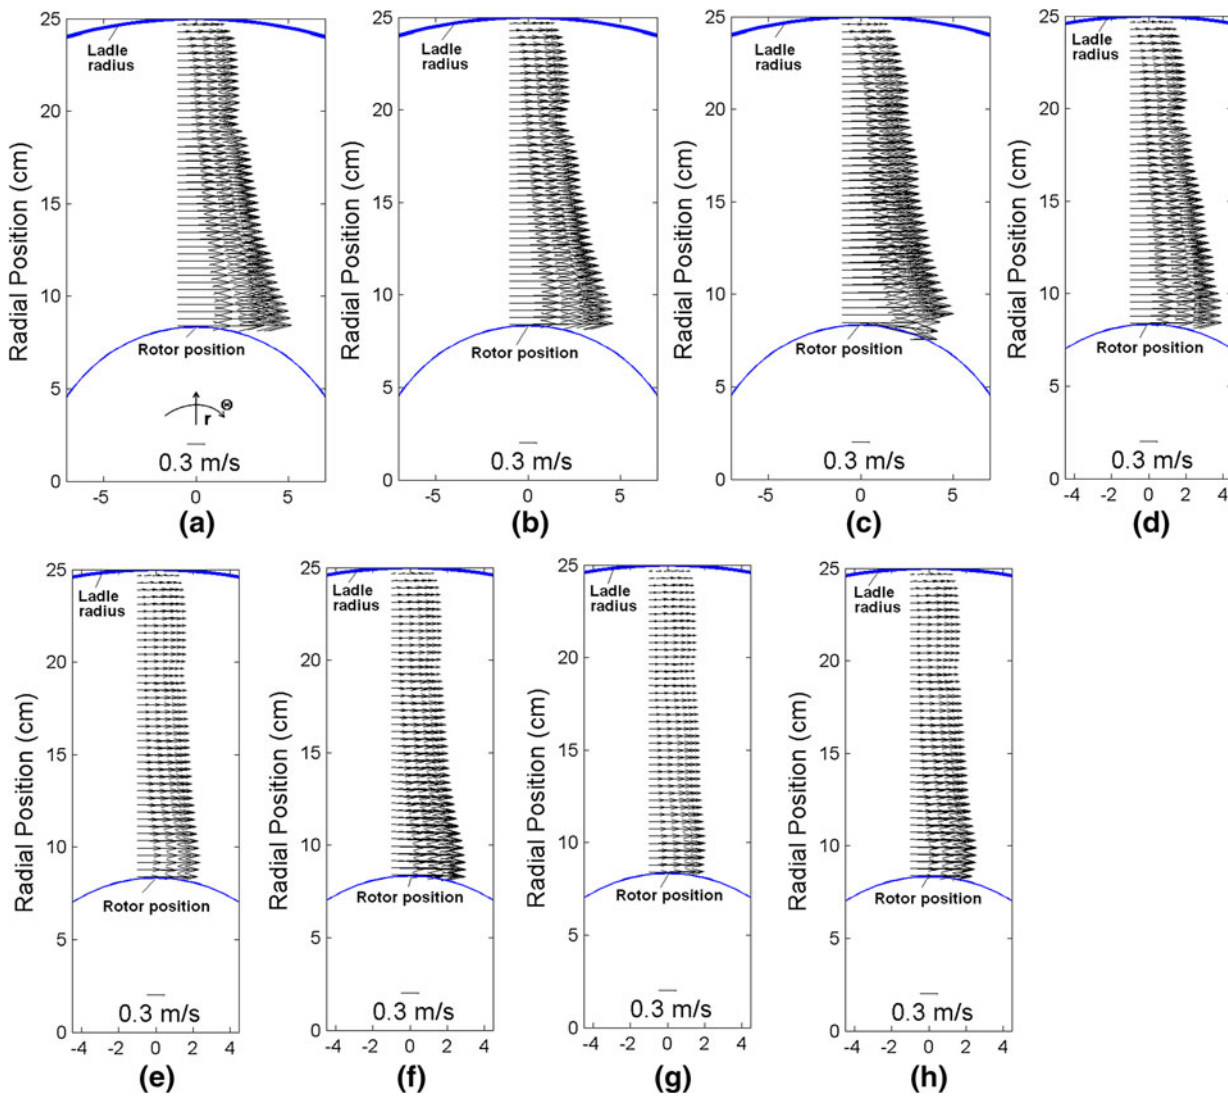 25
20
15
10
5
0
Radial Position (cm)
Ladle
radius
Rotor position
Θ
r
0.3 m/s
-5 0 5
(a)
25
20
15
10
5
0
Radial Position (cm)
Ladle
radius
Rotor position
0.3 m/s
-5 0 5
(b)
25
20
15
10
5
0
Radial Position (cm)
Ladle
radius
Rotor position
0.3 m/s
-5 0 5
(c)
25
20
15
10
5
0
Radial Position (cm)
Ladle
radius
Rotor position
0.3 m/s
-4 -2 0 2 4
(d)
25
20
15
10
5
0
Radial Position (cm)
Ladle
radius
Rotor position
0.3 m/s
-4 -2 0 2 4
(e)
25
20
15
10
5
0
Radial Position (cm)
Ladle
radius
Rotor position
0.3 m/s
-4 -2 0 2 4
(f)
25
20
15
10
5
0
Radial Position (cm)
Ladle
radius
Rotor position
0.3 m/s
-4 -2 0 2 4
(g)
25
20
15
10
5
0
Radial Position (cm)
Ladle
radius
Rotor position
0.3 m/s
-4 -2 0 2 4
(h)